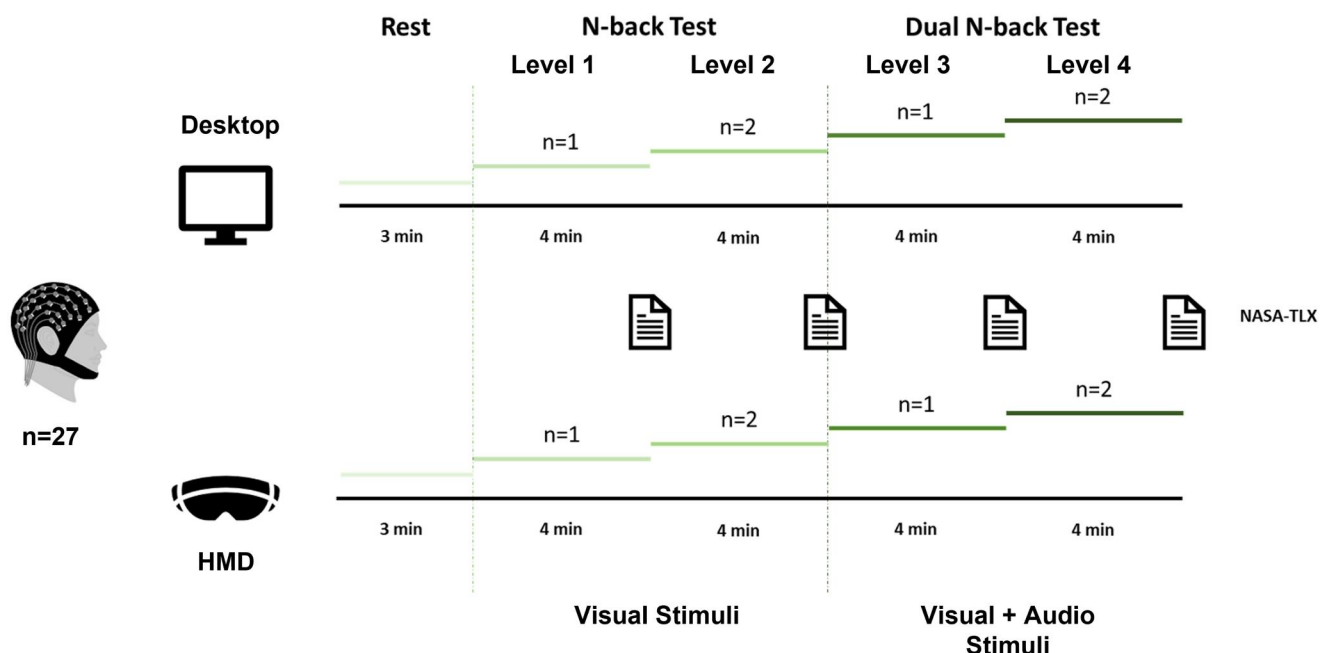 Rest N-back Test Dual N-back Test
Level 1 Level 2 Level 3 Level 4
Desktop
n=1 n=2 n=1 n=2
3 min 4 min 4 min 4 min 4 min
NASA-TLX
n=27
n=1 n=2 n=1 n=2
3 min 4 min 4 min 4 min 4 min
HMD
Visual Stimuli Visual + Audio
Stimuli